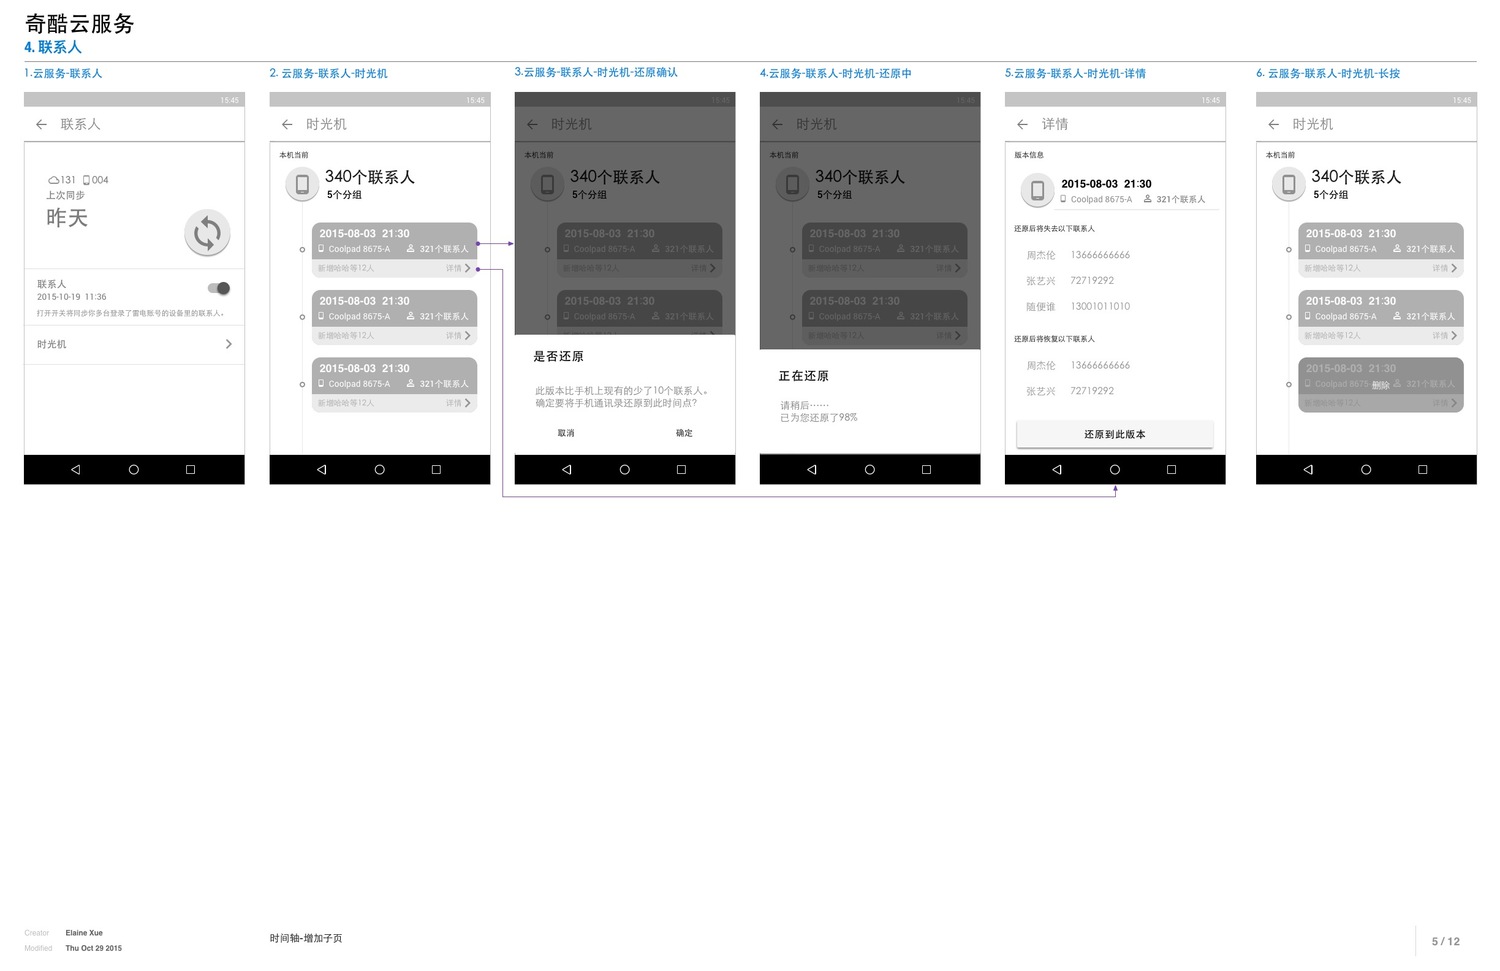 奇酷云服务
4. 联系人
1.云服务-联系人
15:45
联系人
131 004
上次同步
昨天
联系人
2015-10-19 11:36
打开开关将同步你多台登录了雷电账号的设备里的联系人。
时光机
2. 云服务-联系人-时光机
15:45
时光机
本机当前
340个联系人
5个分组
2015-08-03 21:30
Coolpad 8675-A 321个联系人
新增哈哈等12人 详情
2015-08-03 21:30
Coolpad 8675-A 321个联系人
新增哈哈等12人 详情
2015-08-03 21:30
Coolpad 8675-A 321个联系人
新增哈哈等12人 详情
3.云服务-联系人-时光机-还原确认
15:45
时光机
本机当前
340个联系人
5个分组
2015-08-03 21:30
Coolpad 8675-A 321个联系人
新增哈哈等12人 详情
2015-08-03 21:30
Coolpad 8675-A 321个联系人
是否还原
此版本比手机上现有的少了10个联系人。
确定要将手机通讯录还原到此时间点？
取消 确定
4.云服务-联系人-时光机-还原中
15:45
时光机
本机当前
340个联系人
5个分组
2015-08-03 21:30
Coolpad 8675-A 321个联系人
新增哈哈等12人 详情
2015-08-03 21:30
Coolpad 8675-A 321个联系人
新增哈哈等12人 详情
正在还原
请稍后……
已为您还原了98%
5.云服务-联系人-时光机-详情
15:45
详情
版本信息
2015-08-03 21:30
Coolpad 8675-A 321个联系人
还原后将失去以下联系人
周杰伦 13666666666
张艺兴 72719292
随便谁 13001011010
还原后将恢复以下联系人
周杰伦 13666666666
张艺兴 72719292
还原到此版本
6. 云服务-联系人-时光机-长按
15:45
时光机
本机当前
340个联系人
5个分组
2015-08-03 21:30
Coolpad 8675-A 321个联系人
新增哈哈等12人 详情
2015-08-03 21:30
Coolpad 8675-A 321个联系人
新增哈哈等12人 详情
2015-08-03 21:30
Coolpad 8675-A 321个联系人
删除
新增哈哈等12人 详情
Creator Elaine Xue
Modified Thu Oct 29 2015
时间轴-增加子页
5 / 12